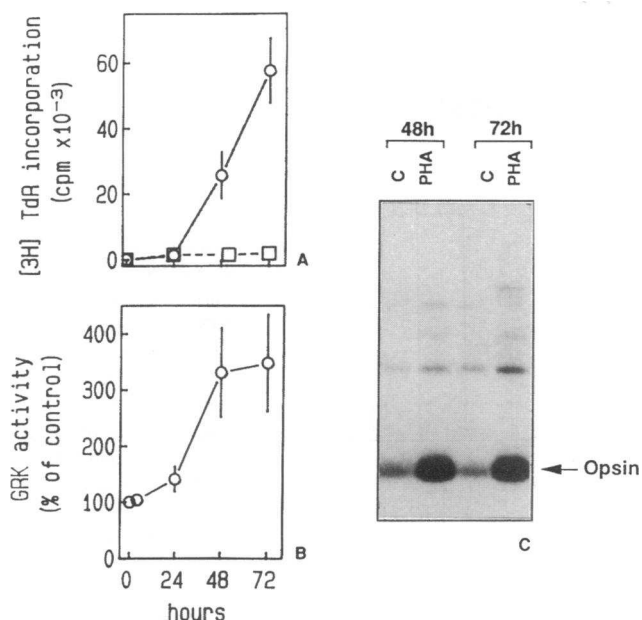 [3H] TdR incorporation
(cpm x10⁻³)
60
40
20
0
A
GRK activity
(% of control)
400
300
200
100
0
B
0 24 48 72
hours
48h 72h
C PHA C PHA
Opsin
C